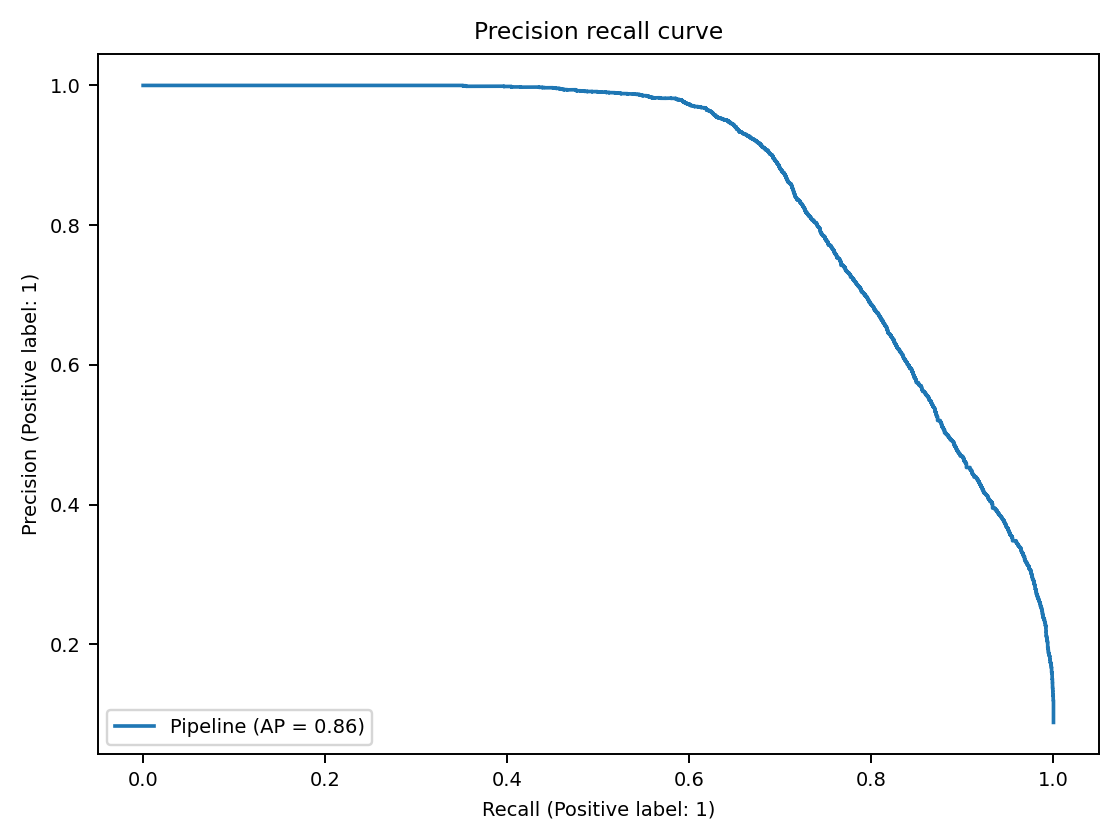 Precision recall curve
1.0
0.8
0.6
0.4
0.2
Precision (Positive label: 1)
Pipeline (AP = 0.86)
0.0 0.2 0.4 0.6 0.8 1.0
Recall (Positive label: 1)